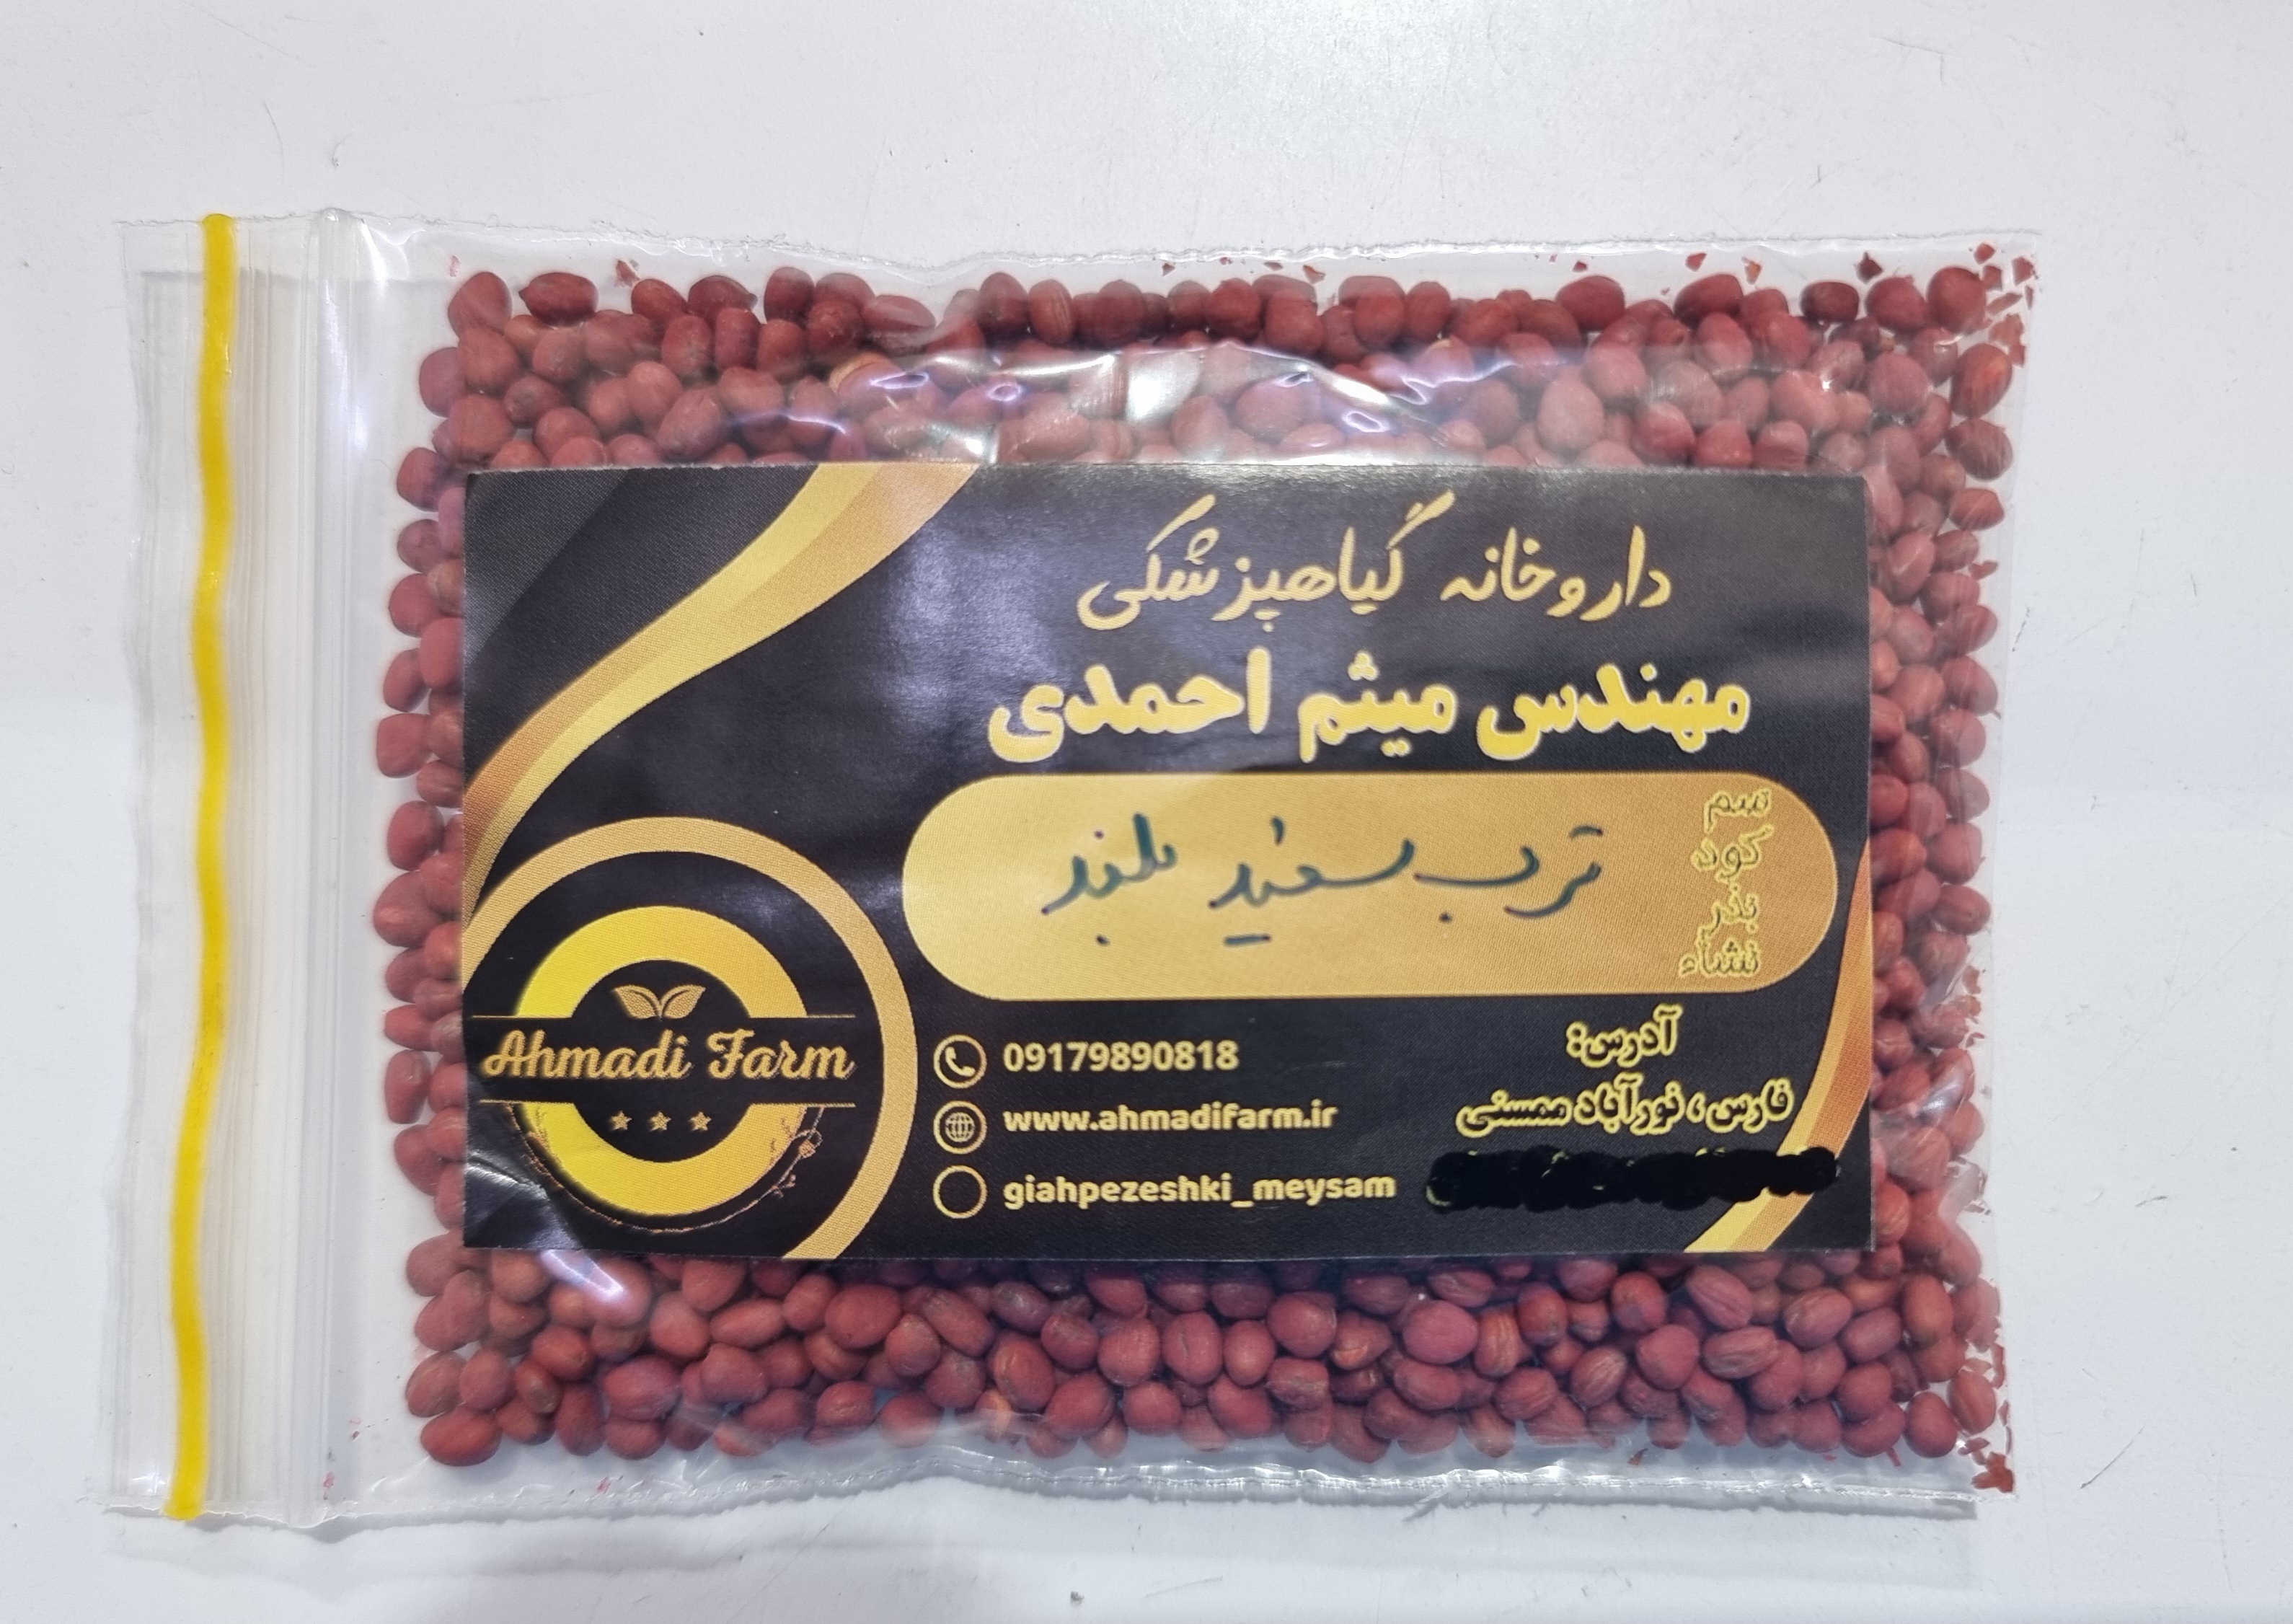 داروخانه گیاهپزشکی
مهندس میثم احمدی
ترب سفید بلند
سم
کود
بذر
نشاء
Ahmadi Farm
09179890818
www.ahmadifarm.ir
giahpezeshki_meysam
آدرس:
فارس، نورآباد ممسنی